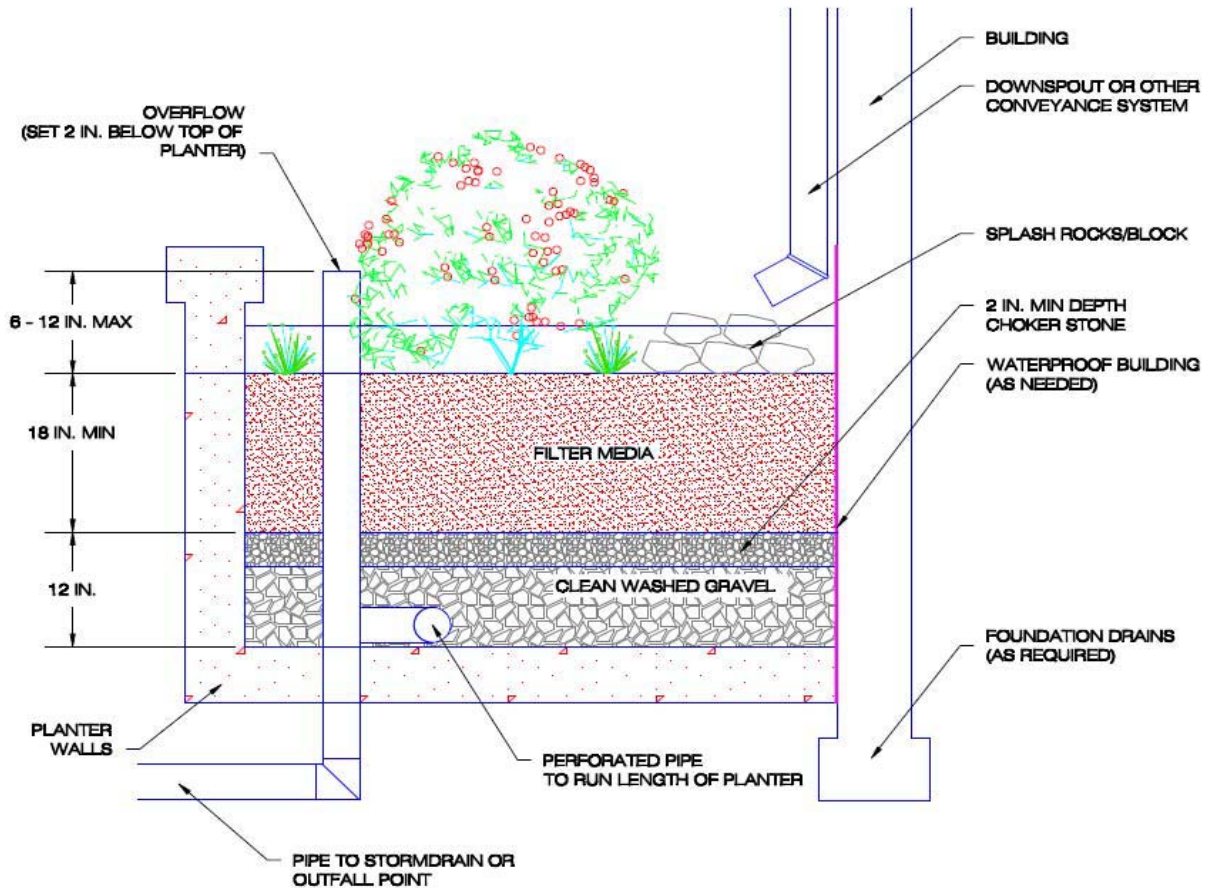 OVERFLOW
(SET 2 IN. BELOW TOP OF
PLANTER)
6 - 12 IN. MAX
18 IN. MIN
12 IN.
PLANTER
WALLS
PIPE TO STORMDRAIN OR
OUTFALL POINT
FILTER MEDIA
CLEAN WASHED GRAVEL
PERFORATED PIPE
TO RUN LENGTH OF PLANTER
BUILDING
DOWNSPOUT OR OTHER
CONVEYANCE SYSTEM
SPLASH ROCKS/BLOCK
2 IN. MIN DEPTH
CHOKER STONE
WATERPROOF BUILDING
(AS NEEDED)
FOUNDATION DRAINS
(AS REQUIRED)